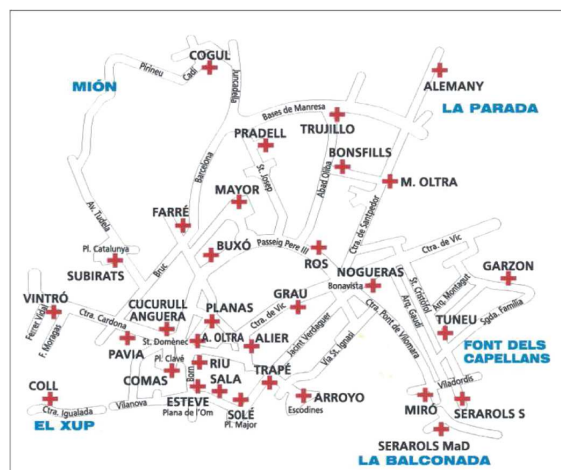 COGUL
Pirineu
Cadí
Juncadella
ALEMANY
MIÓN
LA PARADA
Bases de Manresa
TRUJILLO
PRADELL
BONSFILLS
St. Josep
Abad Oliba
M. OLTRA
Barcelona
MAYOR
Av. Tudela
FARRÉ
Ctra. de Santpedor
Pl. Catalunya
BUXÓ
Passeig Pere III
ROS
Ctra. de Vic
SUBIRATS
Bruc
NOGUERAS
Bonavista
St. Cristòfol
Arq. Gaudí
Arq. Montagut
GARZON
Sgda. Família
VINTRÓ
Ferrer Vidal
F. Moragas
Ctra. Cardona
CUCURULL
ANGUERA
PLANAS
GRAU
Ctra. de Vic
Ctra. Pont de Vilomara
TUNEU
St. Domènec
A. OLTRA
ALIER
Jacint Verdaguer
Via St. Ignasi
FONT DELS
CAPELLANS
PAVIA
Pl. Clavé
Born
RIU
TRAPÉ
COMAS
SALA
Viladordis
COLL
Vilanova
ESTEVE
Plana de l'Om
SOLÉ
Pl. Major
ARROYO
Escodines
MIRÓ
SERAROLS S
Ctra. Igualada
EL XUP
SERAROLS MaD
LA BALCONADA